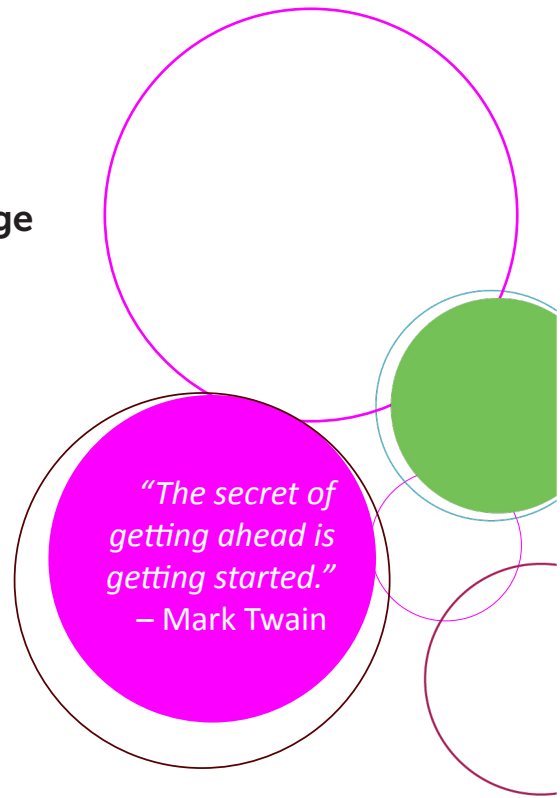 ge
“The secret of
getting ahead is
getting started.”
– Mark Twain